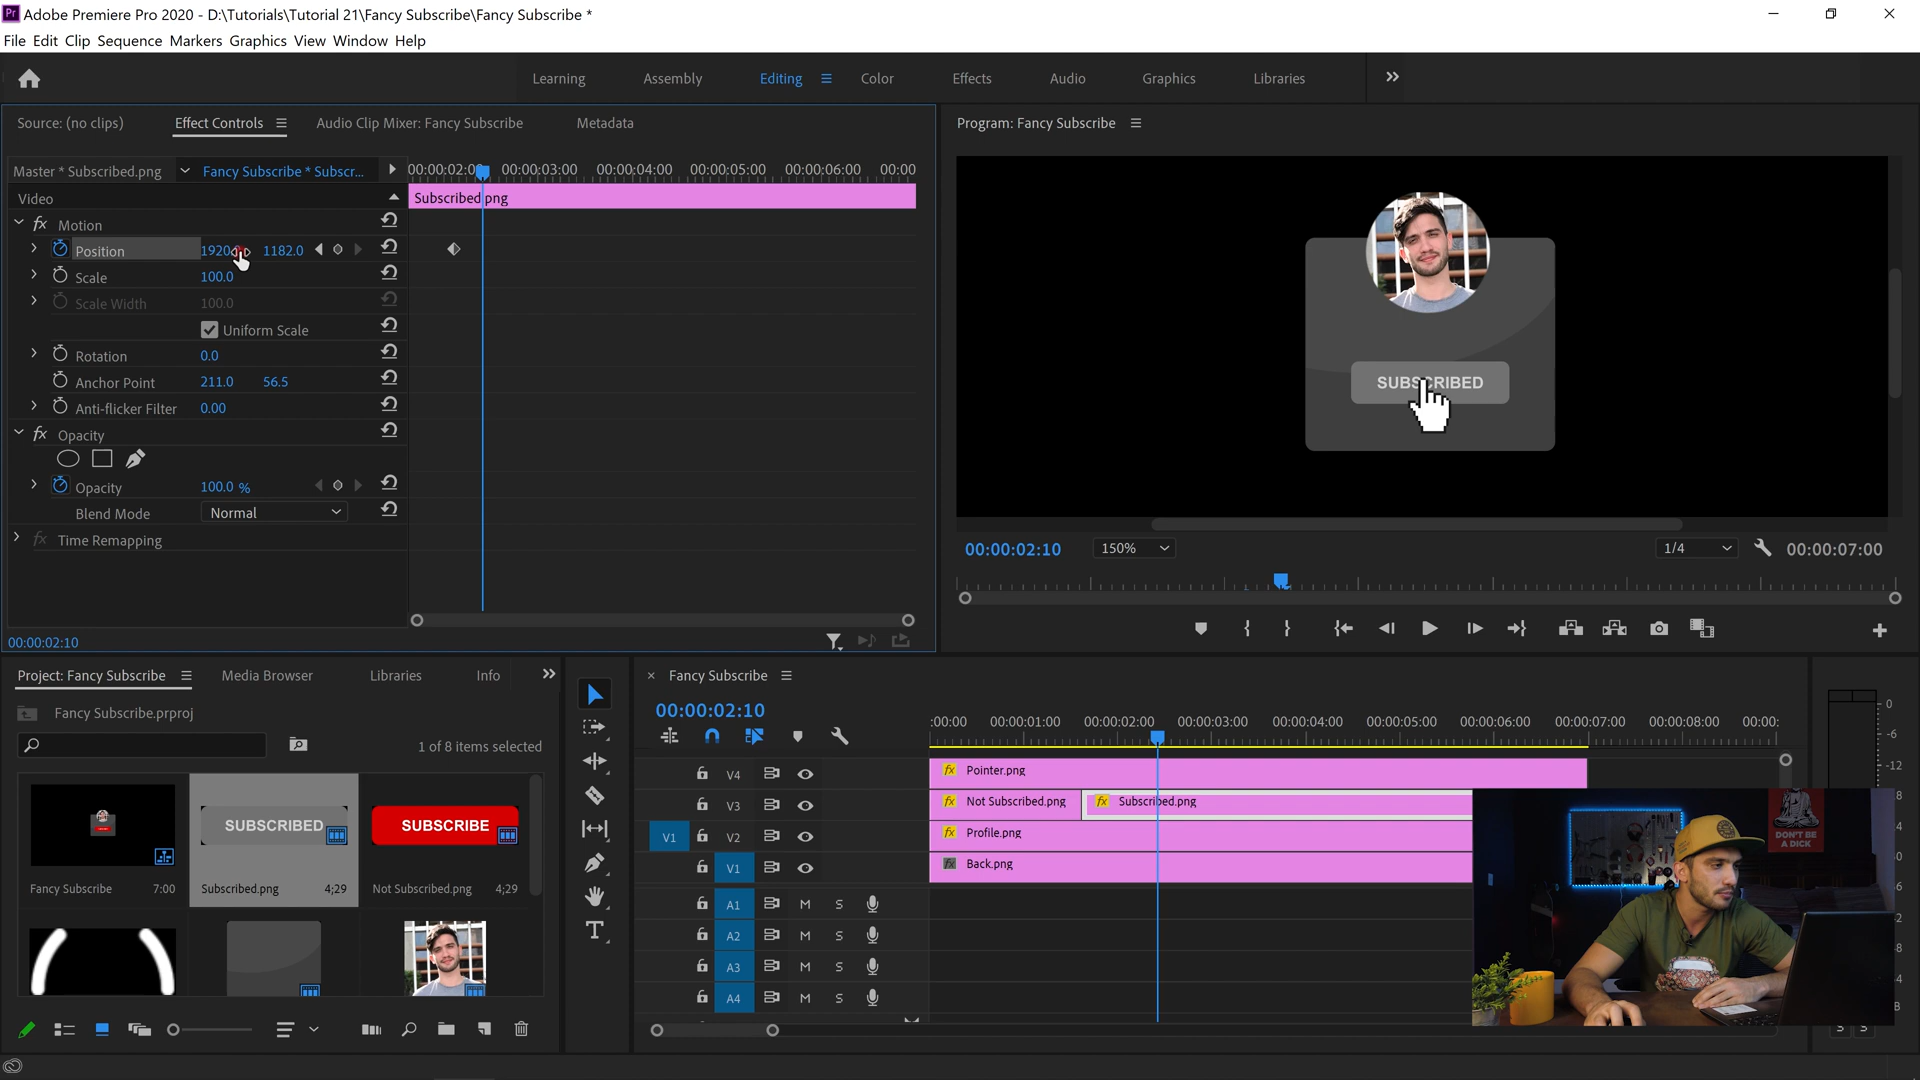 Adobe Premiere Pro 2020 - D:\Tutorials\Tutorial 21\Fancy Subscribe\Fancy Subscribe *
File Edit Clip Sequence Markers Graphics View Window Help
Learning Assembly Editing Color Effects Audio Graphics Libraries
Source: (no clips) Effect Controls Audio Clip Mixer: Fancy Subscribe Metadata
Program: Fancy Subscribe
Master * Subscribed.png Fancy Subscribe * Subscr... 00:00:03:00 00:00:04:00 00:00:05:00 00:00:06:00 00:00
Video Subscribed.png
fx Motion
Position 1182.0
Scale 100.0
Scale Width 100.0
Uniform Scale
Rotation 0.0
Anchor Point 211.0 56.5
Anti-flicker Filter 0.00
fx Opacity
Opacity 100.0 %
Blend Mode Normal
fx Time Remapping
SUBSCRIBED
00:00:02:10 150% 1/4 00:00:07:00
00:00:02:10
Project: Fancy Subscribe Media Browser Libraries Info
Fancy Subscribe.prproj
1 of 8 items selected
SUBSCRIBED
SUBSCRIBE
Fancy Subscribe 7:00
Subscribed.png 4;29
Not Subscribed.png 4;29
Fancy Subscribe
00:00:02:10
:00:00 00:00:01:00 00:00:02:00 00:00:03:00 00:00:04:00 00:00:05:00 00:00:06:00 00:00:07:00 00:00:08:00 00:00:
V4 fx Pointer.png
V3 fx Not Subscribed.png fx Subscribed.png
V1 V2 fx Profile.png
V1 fx Back.png
A1 M S
A2 M S
A3 M S
A4 M S
0
-6
-12
DON'T BE
A DICK
S S